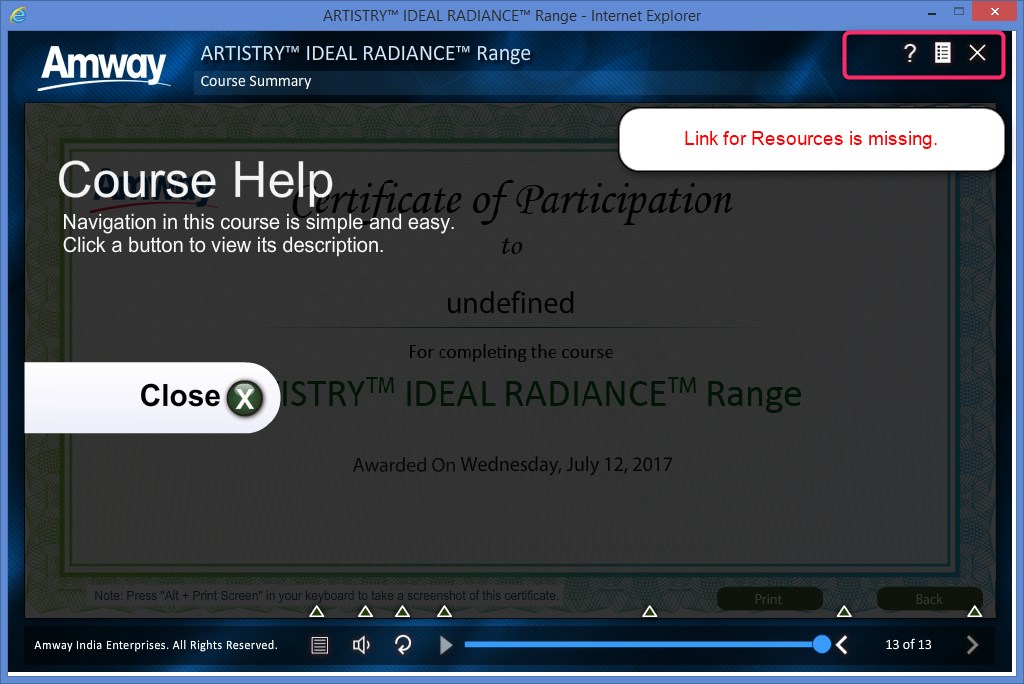 ARTISTRY™ IDEAL RADIANCE™ Range - Internet Explorer
Amway
ARTISTRY™ IDEAL RADIANCE™ Range
Course Summary
?
Link for Resources is missing.
Amway
Course Help
Certificate of Participation
Navigation in this course is simple and easy.
Click a button to view its description.
to
undefined
For completing the course
Close X
ISTRY™ IDEAL RADIANCE™ Range
Awarded On Wednesday, July 12, 2017
Note: Press "Alt + Print Screen" in your keyboard to take a screenshot of this certificate.
Print
Back
Amway India Enterprises. All Rights Reserved.
13 of 13